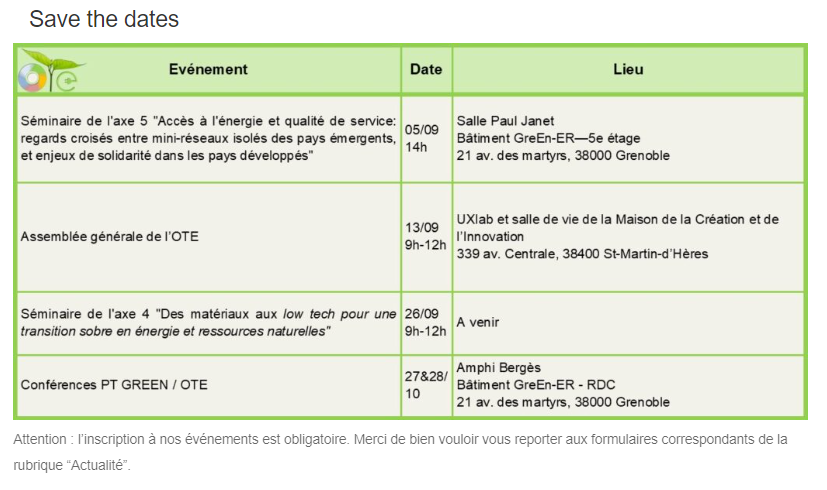 Save the dates
OTE
Evénement
Date
Lieu
Séminaire de l'axe 5 "Accès à l'énergie et qualité de service:
regards croisés entre mini-réseaux isolés des pays émergents,
et enjeux de solidarité dans les pays développés"
05/09
14h
Salle Paul Janet
Bâtiment GreEn-ER—5e étage
21 av. des martyrs, 38000 Grenoble
Assemblée générale de l'OTE
13/09
9h-12h
UXlab et salle de vie de la Maison de la Création et de
l'Innovation
339 av. Centrale, 38400 St-Martin-d'Hères
Séminaire de l'axe 4 "Des matériaux aux low tech pour une
transition sobre en énergie et ressources naturelles"
26/09
9h-12h
A venir
Conférences PT GREEN / OTE
27&28/
10
Amphi Bergès
Bâtiment GreEn-ER - RDC
21 av. des martyrs, 38000 Grenoble
Attention : l'inscription à nos événements est obligatoire. Merci de bien vouloir vous reporter aux formulaires correspondants de la
rubrique “Actualité”.